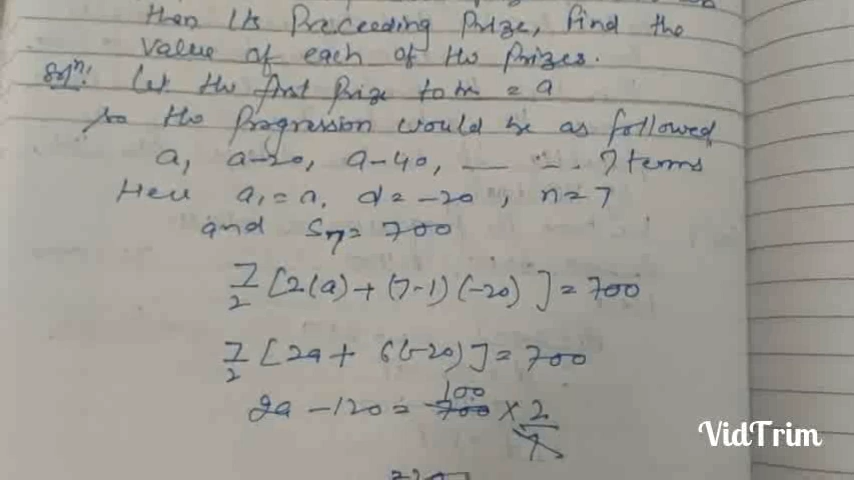 then its Preceeding Prize, find the
value of each of the Prizes.
Solⁿ: Let the first Prize to be = a
so the Progression would be as followed
a, a-20, a-40, — - - . 7 terms
Here a₁ = a, d = -20, n = 7
and S₇ = 700
7/2 [2(a) + (7-1) (-20) ] = 700
7/2 [2a + 6(-20)] = 700
100
2a - 120 = 700 × 2/7
VidTrim